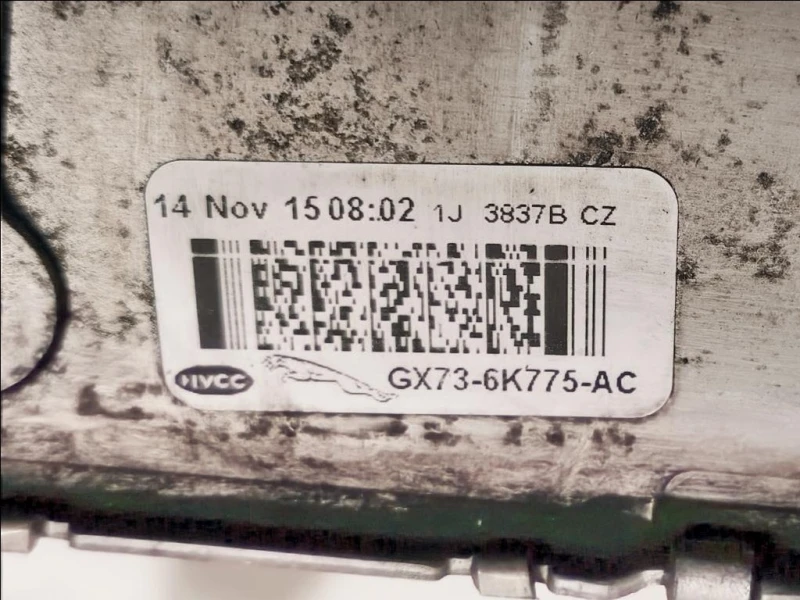 14 Nov 15 08:02 1J 3837B CZ
HVCC GX73-6K775-AC